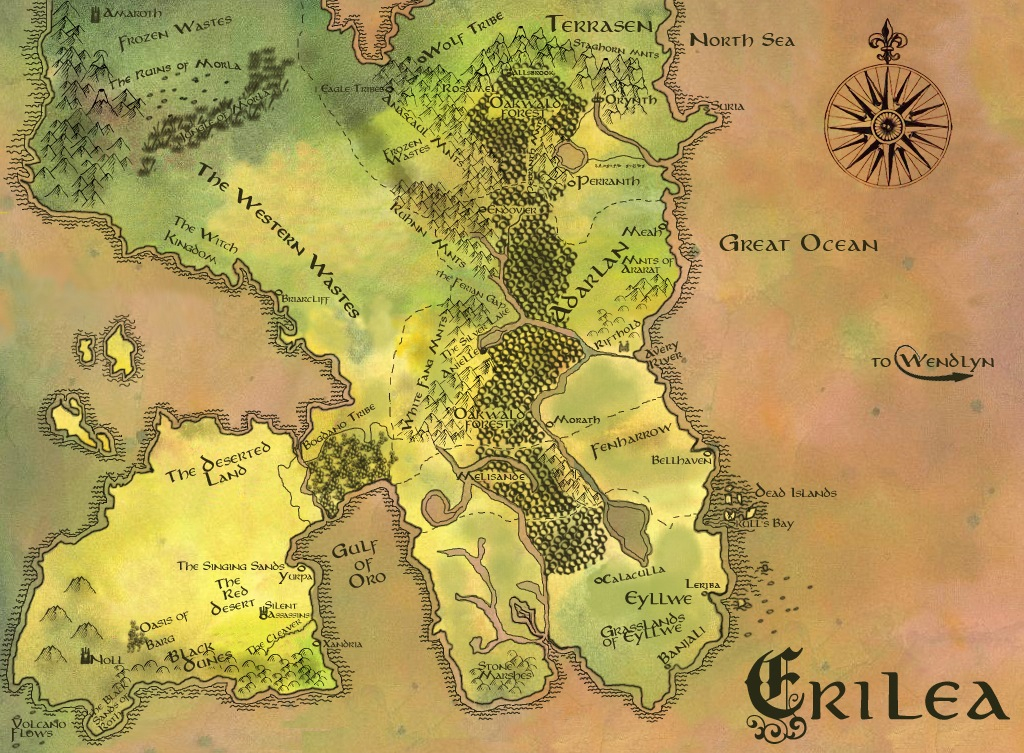 Amaroth
Frozen Wastes
The Ruins of Morla
Wolf Tribe
Terrasen
Staghorn Mnts
North Sea
Eagle Tribes
Rosamel
Oakwald
Forest
Orynth
Suria
Frozen
Wastes
Mnts
Perranth
Endovier
The Western Wastes
Ruhnn Mnts
The Witch
Kingdom
Meah
Great Ocean
Adarlan
Mnts of
Ararat
The Ferian Gap
Briarcliff
The Silver Lake
Anielle
Rifthold
Avery
River
to Wendlyn
White Fang Mnts
Bogdano Tribe
Oakwald
Forest
Morath
Fenharrow
Bellhaven
The Deserted
Land
Melisande
Dead Islands
Skull's Bay
Gulf
of
Oro
The Singing Sands
Yurpa
The
Red
Desert
Silent
Assassins
Calaculla
Leriba
Eyllwe
Oasis of
Barg
Grasslands
of Eyllwe
The Cleaver
Xandria
Banjali
Noll
Black
Dunes
Stone
Marshes
Erilea
Volcano
Flows